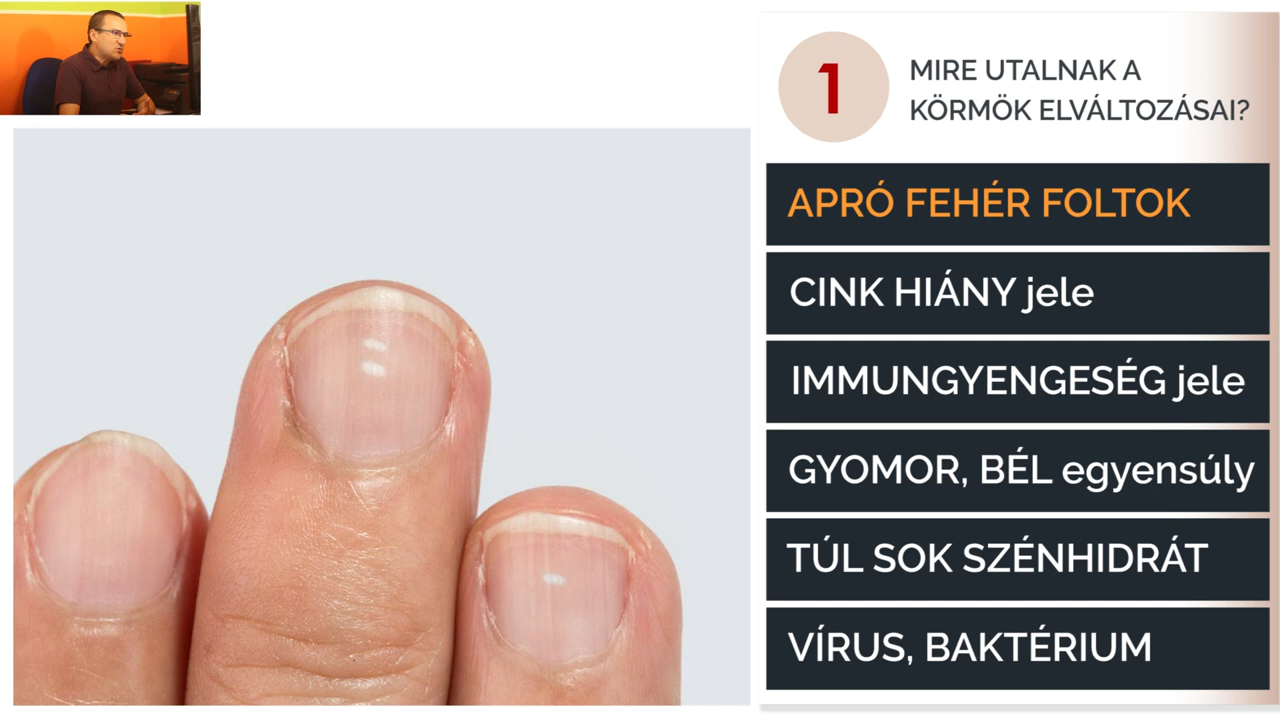 1
MIRE UTALNAK A
KÖRMÖK ELVÁLTOZÁSAI?
APRÓ FEHÉR FOLTOK
CINK HIÁNY jele
IMMUNGYENGESÉG jele
GYOMOR, BÉL egyensúly
TÚL SOK SZÉNHIDRÁT
VÍRUS, BAKTÉRIUM